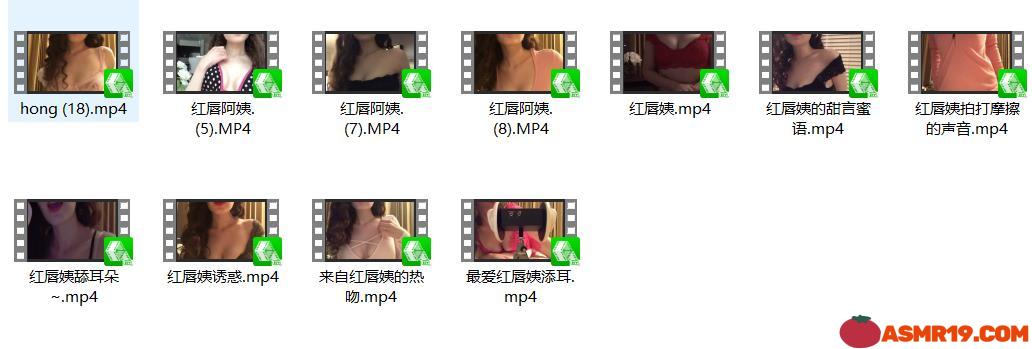 hong (18).mp4
红唇阿姨.
(5).MP4
红唇阿姨.
(7).MP4
红唇阿姨.
(8).MP4
红唇姨.mp4
红唇姨的甜言蜜
语.mp4
红唇姨拍打摩擦
的声音.mp4
红唇姨舔耳朵
~.mp4
红唇姨诱惑.mp4
来自红唇姨的热
吻.mp4
最爱红唇姨添耳.
mp4
ASMR19.COM